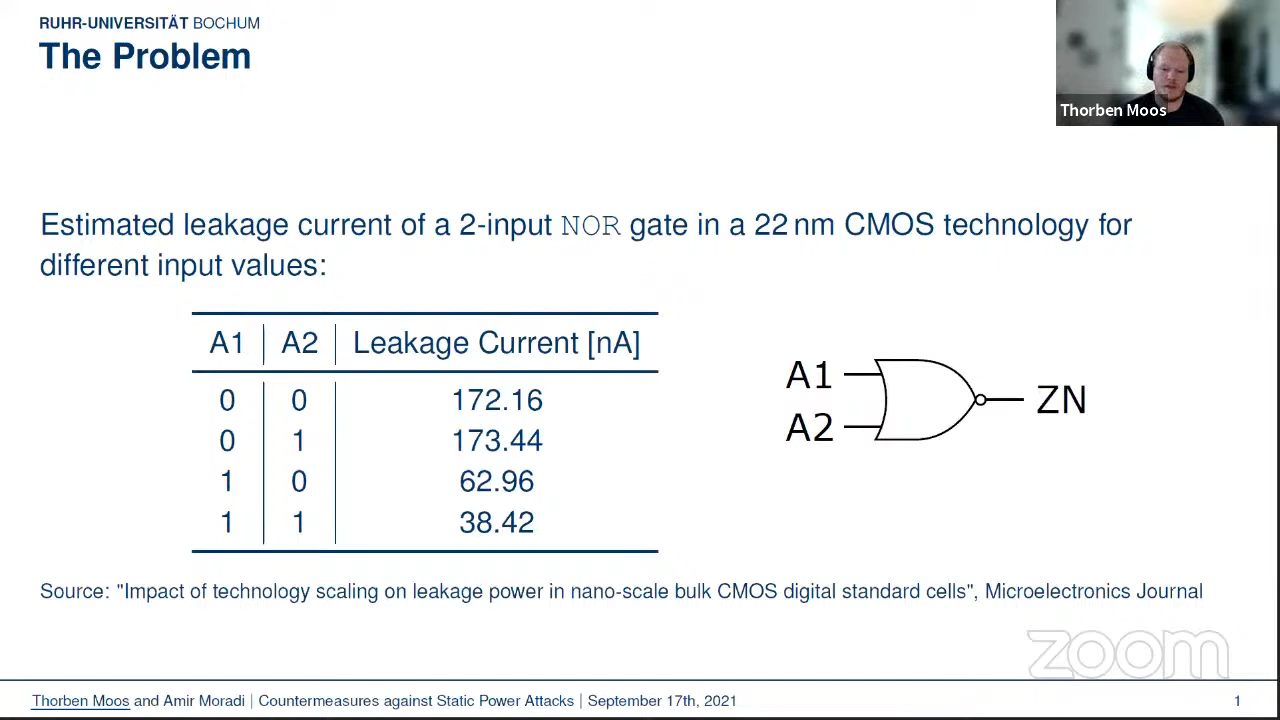 RUHR-UNIVERSITÄT BOCHUM
The Problem
Thorben Moos
Estimated leakage current of a 2-input NOR gate in a 22 nm CMOS technology for
different input values:
A1 A2 Leakage Current [nA]
0 0 172.16
0 1 173.44
1 0 62.96
1 1 38.42
A1
A2
ZN
Source: "Impact of technology scaling on leakage power in nano-scale bulk CMOS digital standard cells", Microelectronics Journal
zoom
Thorben Moos and Amir Moradi | Countermeasures against Static Power Attacks | September 17th, 2021 1